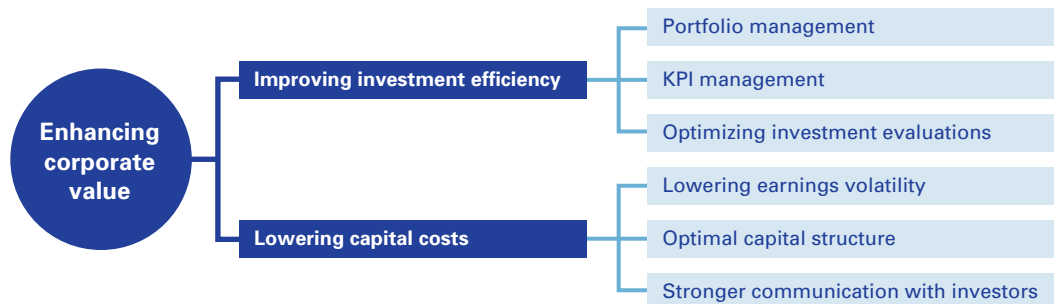 Enhancing
corporate
value
Improving investment efficiency
Portfolio management
KPI management
Optimizing investment evaluations
Lowering capital costs
Lowering earnings volatility
Optimal capital structure
Stronger communication with investors